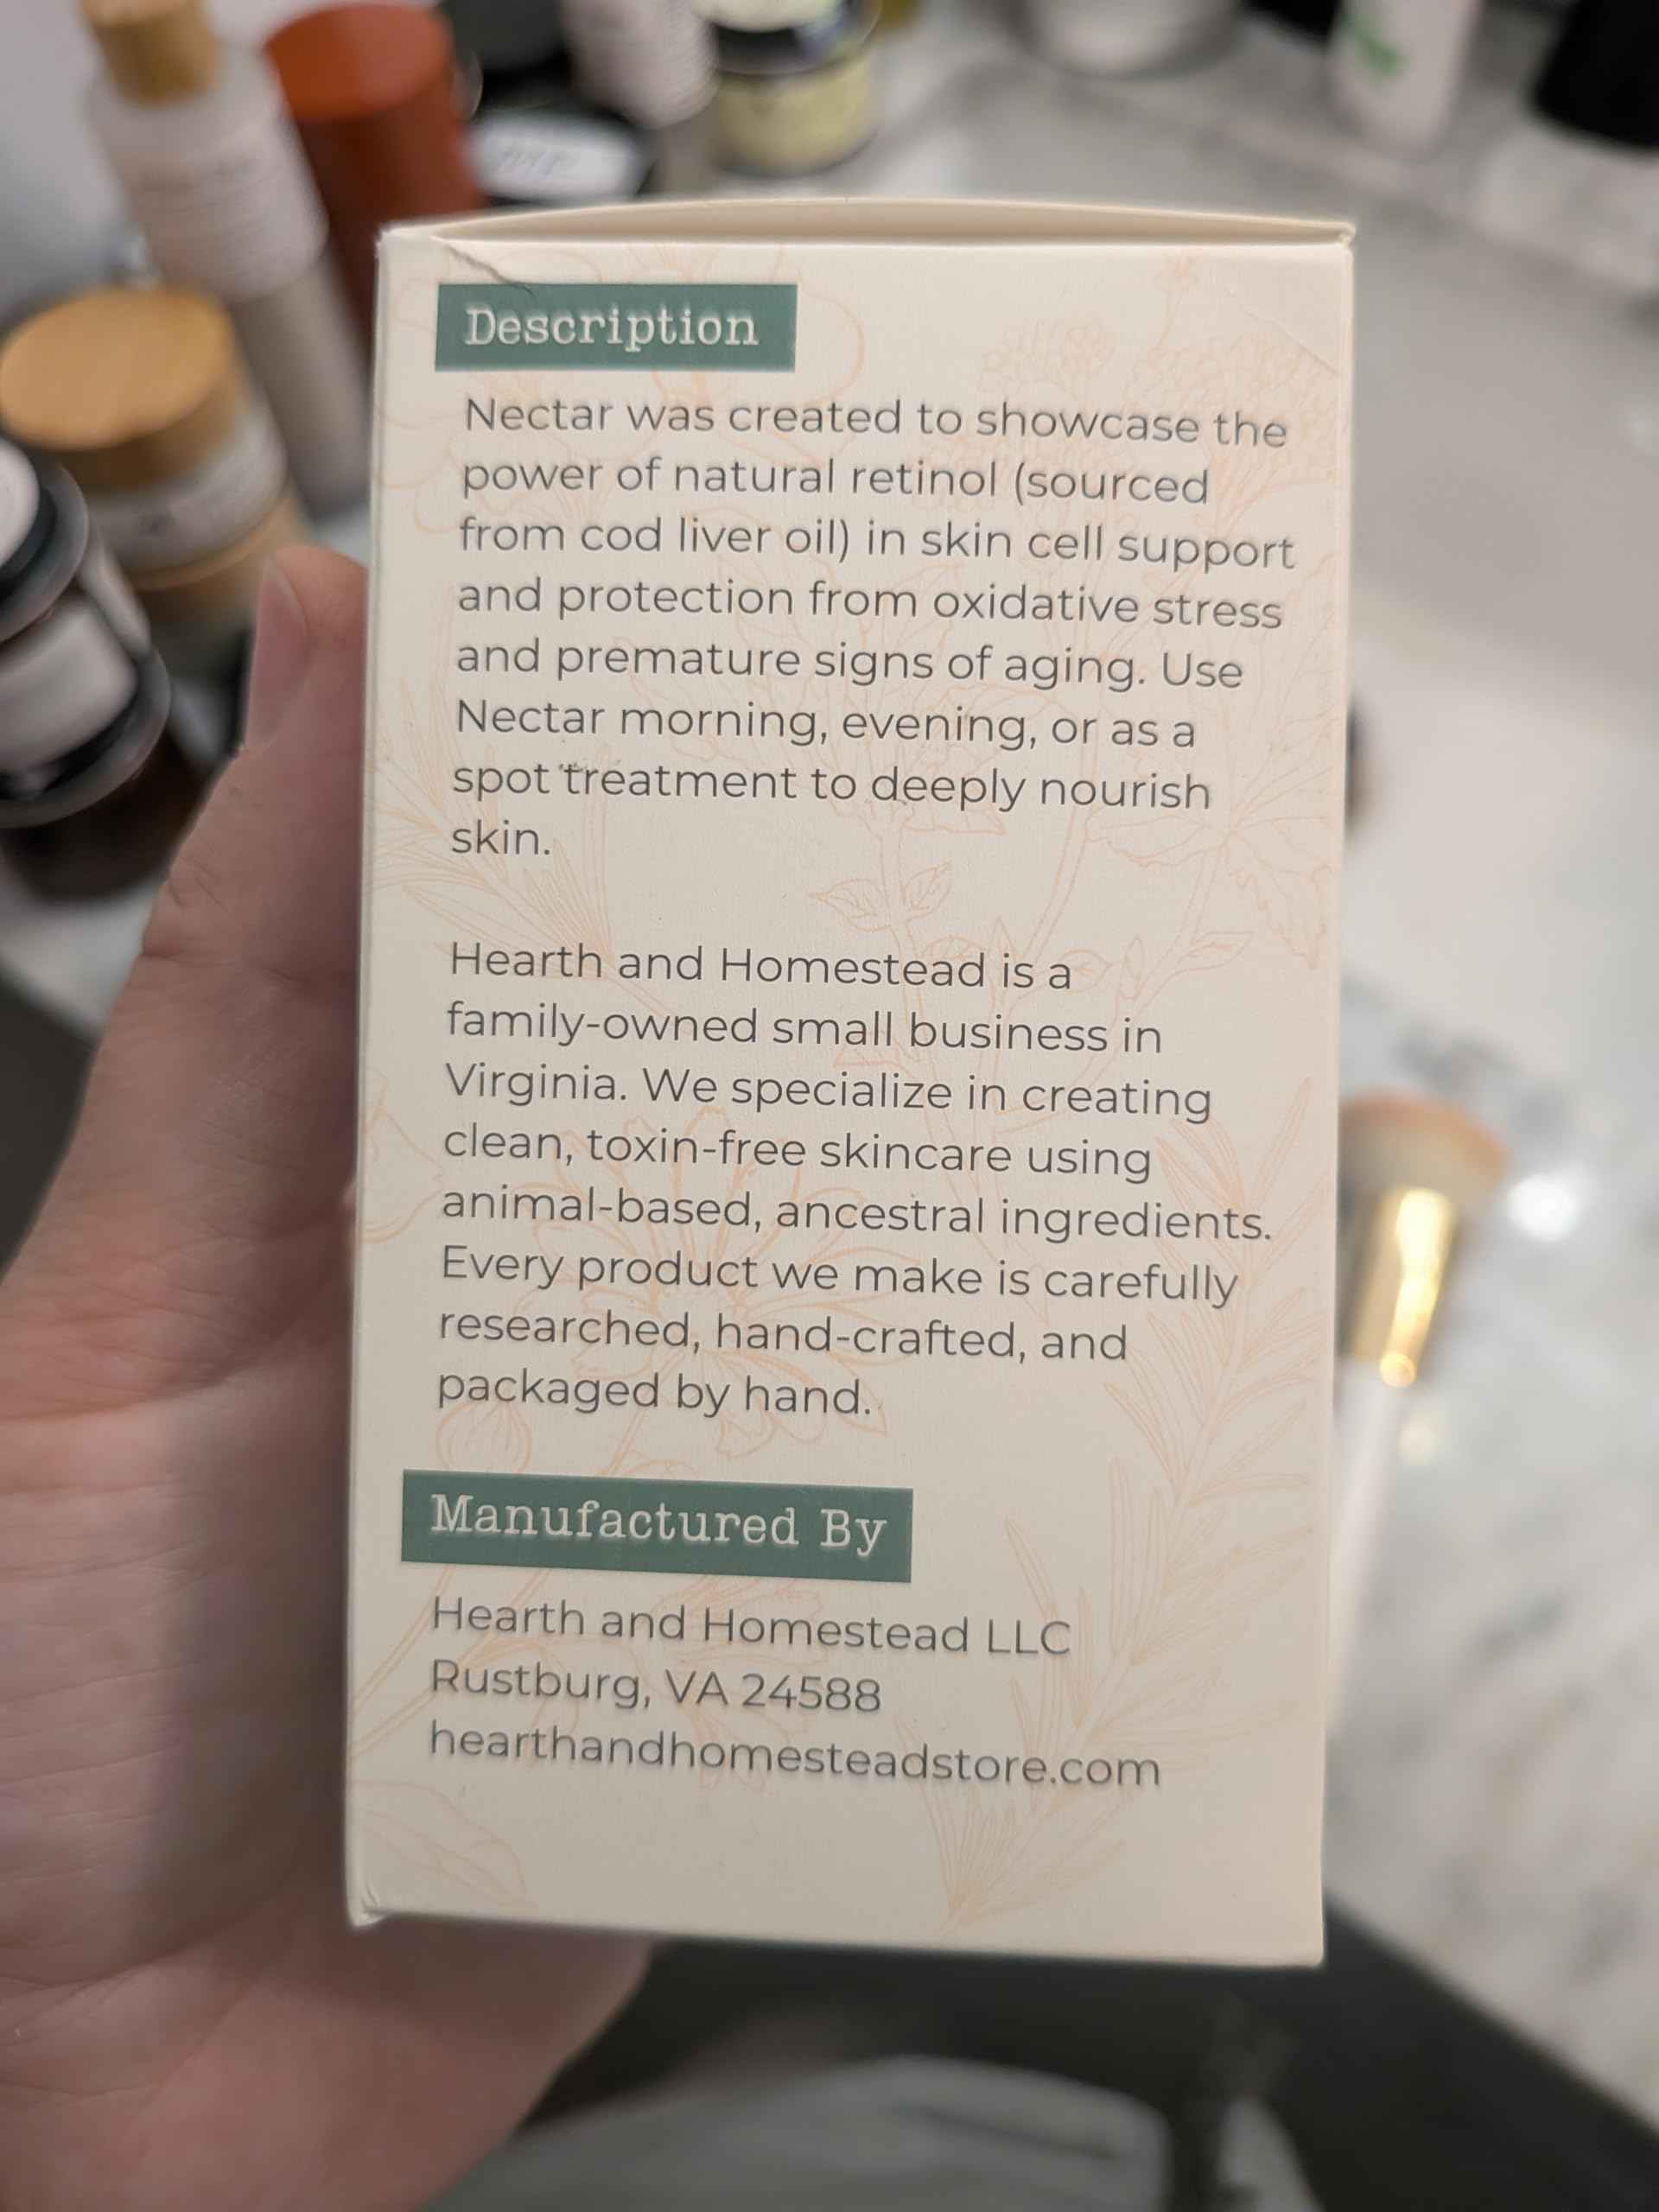 Description
Nectar was created to showcase the
power of natural retinol (sourced
from cod liver oil) in skin cell support
and protection from oxidative stress
and premature signs of aging. Use
Nectar morning, evening, or as a
spot treatment to deeply nourish
skin.
Hearth and Homestead is a
family-owned small business in
Virginia. We specialize in creating
clean, toxin-free skincare using
animal-based, ancestral ingredients.
Every product we make is carefully
researched, hand-crafted, and
packaged by hand.
Manufactured By
Hearth and Homestead LLC
Rustburg, VA 24588
hearthandhomesteadstore.com